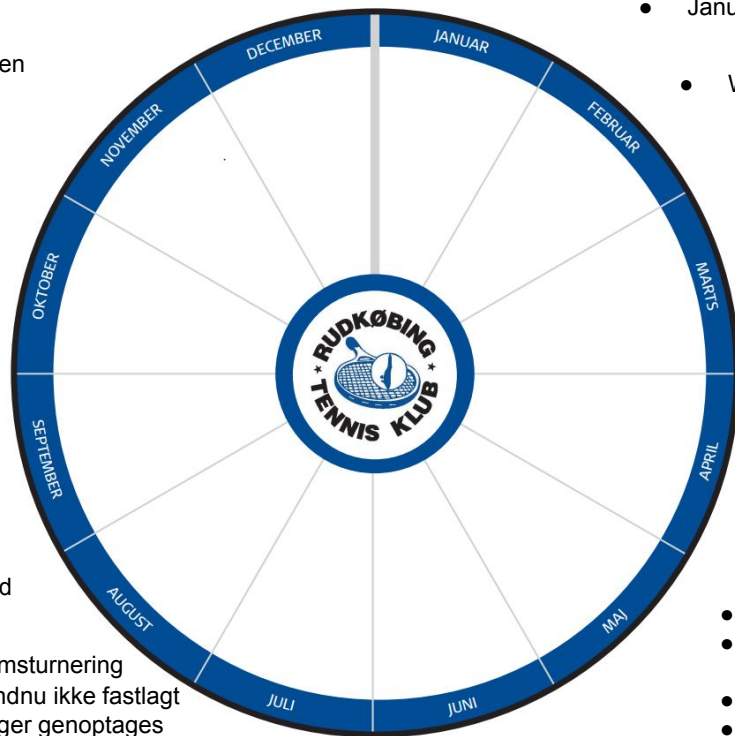 ● Janu
en
● W
DECEMBER
JANUAR
NOVEMBER
FEBRUAR
OKTOBER
MARTS
RUDKØBING
TENNIS KLUB
SEPTEMBER
APRIL
AUGUST
MAJ
JULI
JUNI
d
msturnering
ndnu ikke fastlagt
ger genoptages
●
●
●
●